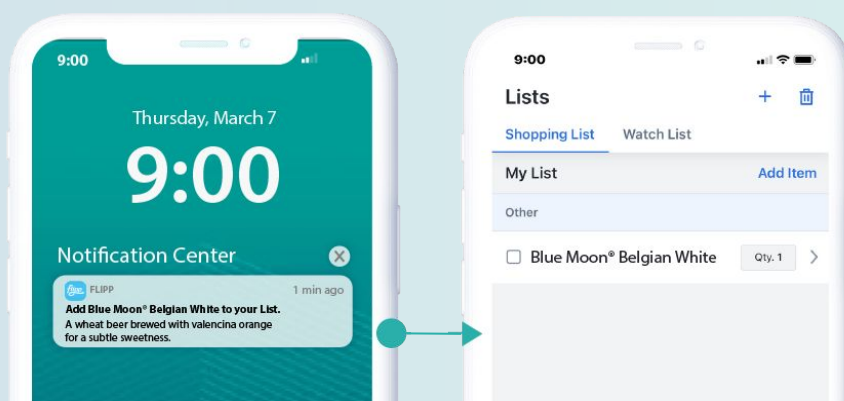 9:00
Thursday, March 7
9:00
Notification Center
flipp
FLIPP
1 min ago
Add Blue Moon® Belgian White to your List.
A wheat beer brewed with valencina orange
for a subtle sweetness.
9:00
Lists
Shopping List Watch List
My List Add Item
Other
Blue Moon® Belgian White Qty. 1